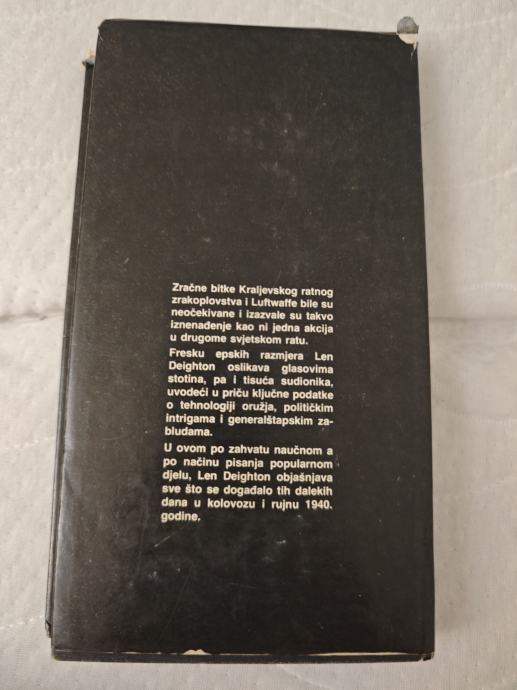 Zračne bitke Kraljevskog ratnog
zrakoplovstva i Luftwaffe bile su
neočekivane i izazvale su takvo
iznenađenje kao ni jedna akcija
u drugome svjetskom ratu.
Fresku epskih razmjera Len
Deighton oslikava glasovima
stotina, pa i tisuća sudionika,
uvodeći u priču ključne podatke
o tehnologiji oružja, političkim
intrigama i generalštapskim za-
bludama.
U ovom po zahvatu naučnom a
po načinu pisanja popularnom
djelu, Len Deighton objašnjava
sve što se događalo tih dalekih
dana u kolovozu i rujnu 1940.
godine.